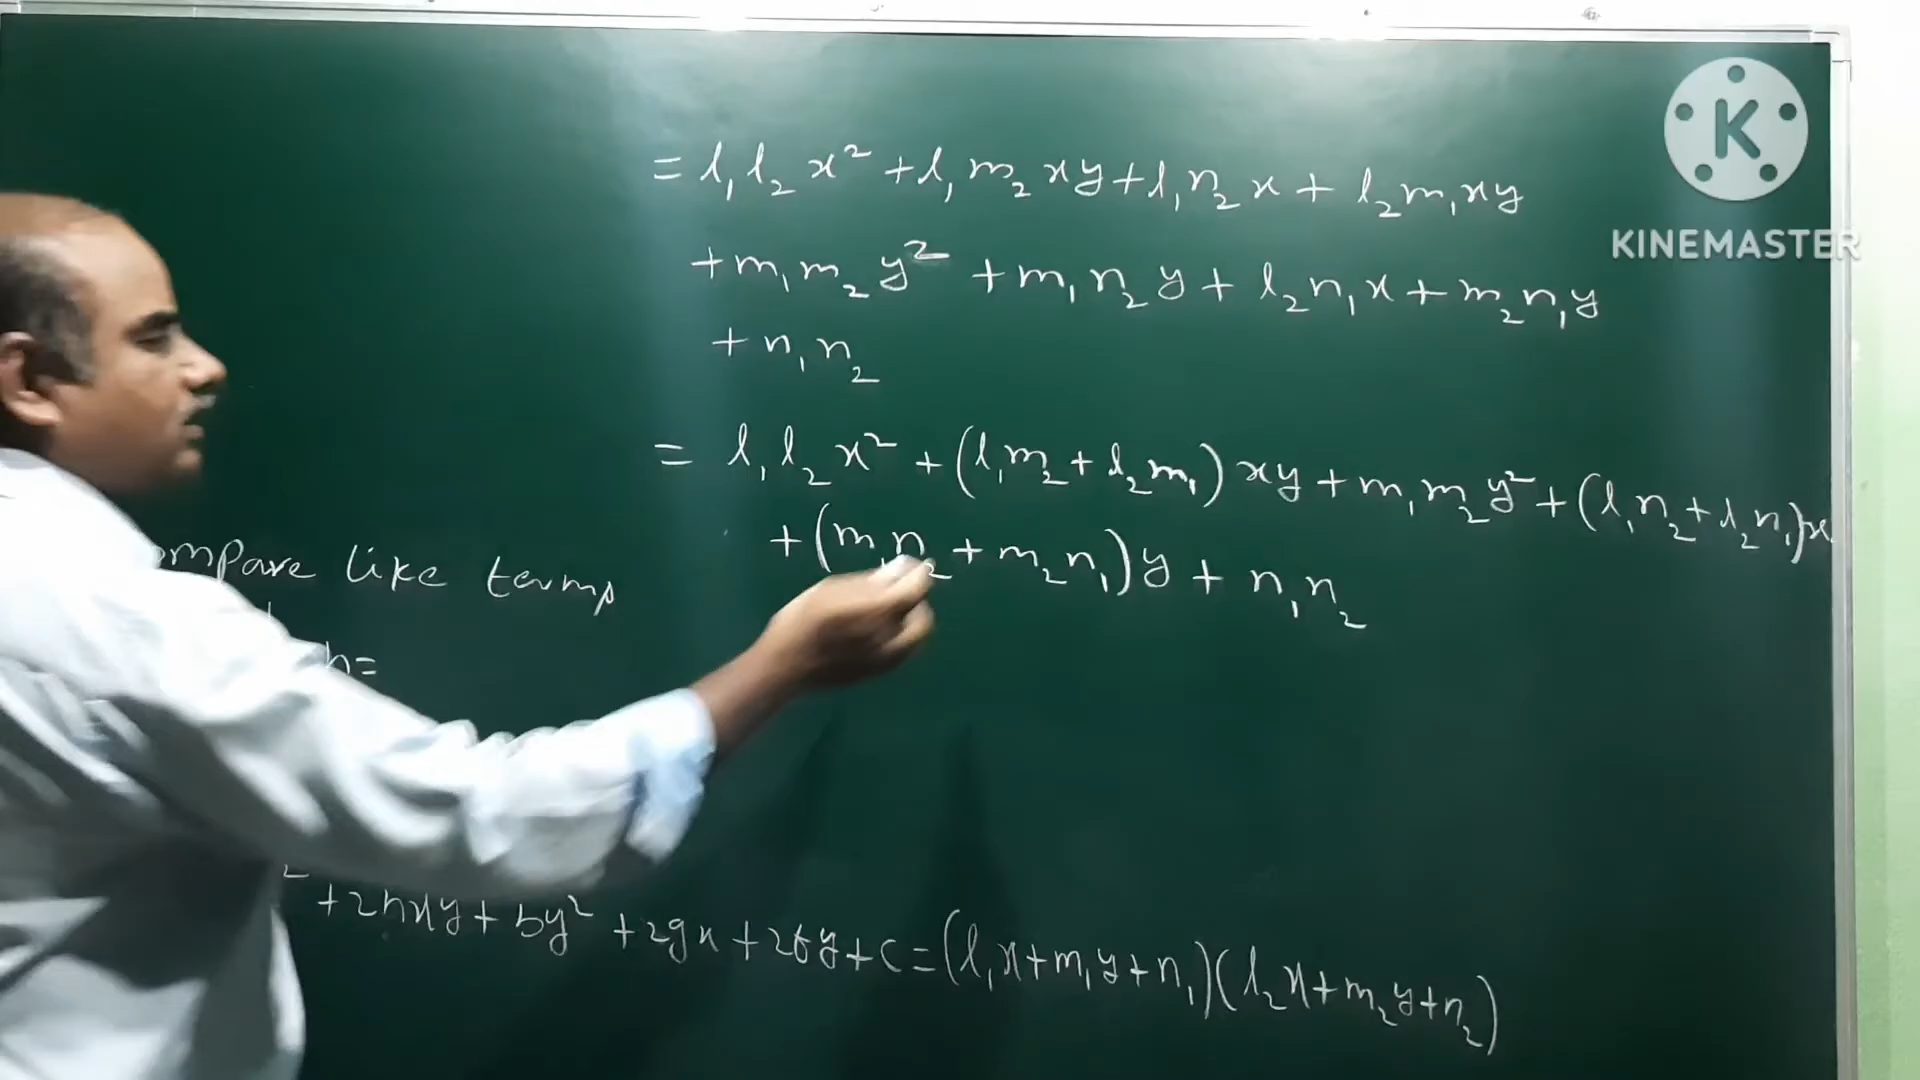 = l₁l₂x² + l₁m₂xy + l₁n₂x + l₂m₁xy
+ m₁m₂y² + m₁n₂y + l₂n₁x + m₂n₁y
+ n₁n₂
= l₁l₂x² + (l₁m₂ + l₂m₁)xy + m₁m₂y² + (l₁n₂ + l₂n₁)x
+ (m₁n₂ + m₂n₁)y + n₁n₂
like terms
h=
+2hxy + by² + 2gx + 2fy + c = (l₁x + m₁y + n₁)(l₂x + m₂y + n₂)
KINEMASTER